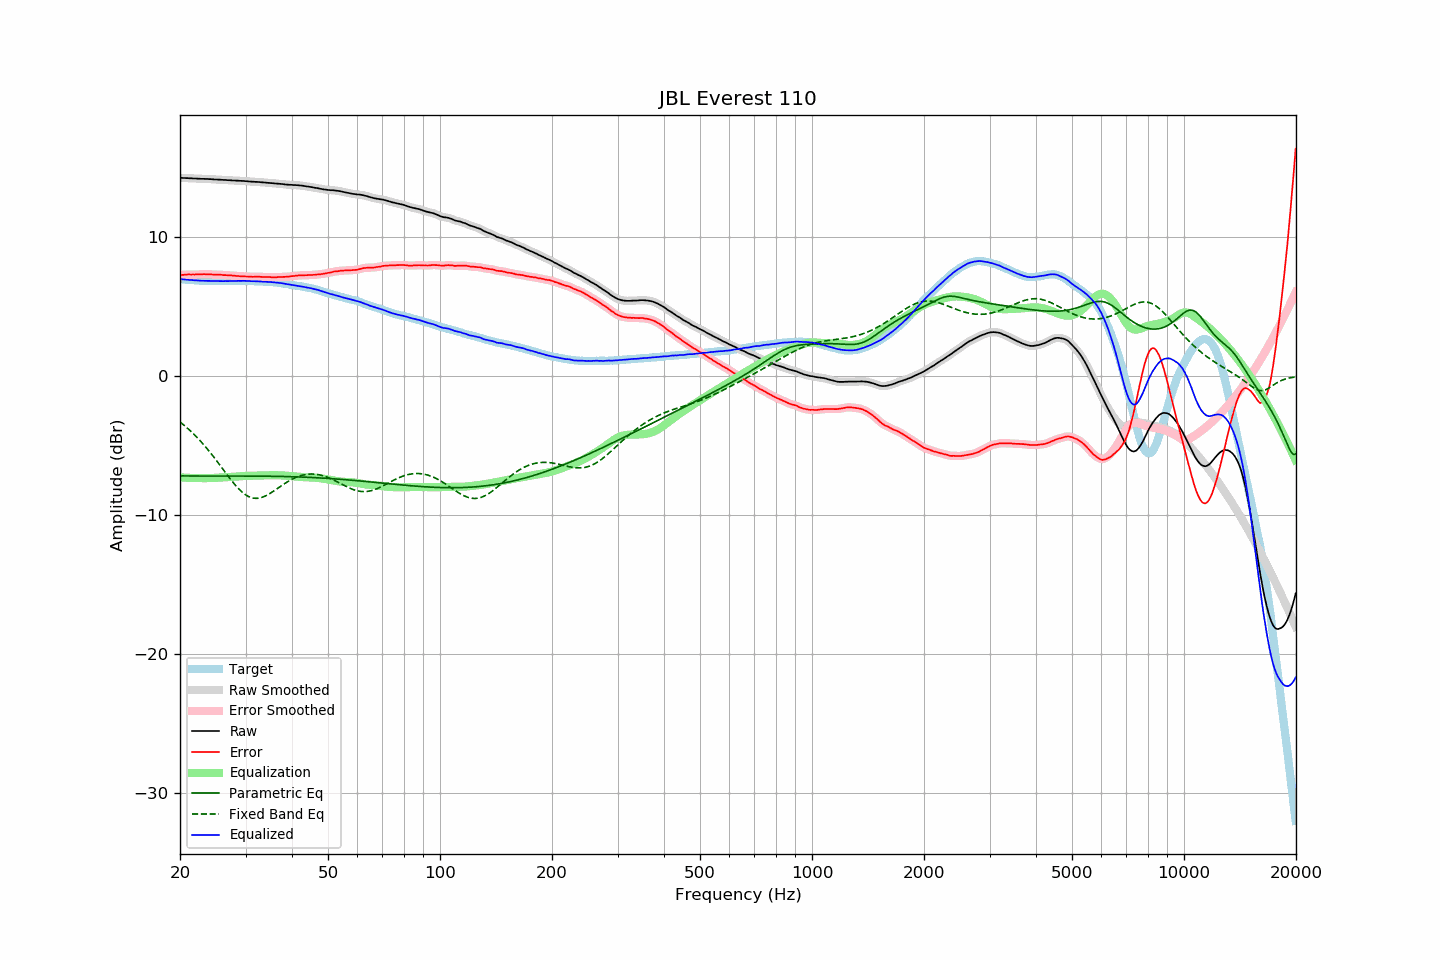 JBL Everest 110
Amplitude (dBr)
10
0
−10
−20
−30
Target
Raw Smoothed
Error Smoothed
Raw
Error
Equalization
Parametric Eq
Fixed Band Eq
Equalized
20 50 100 200 500 1000 2000 5000 10000 20000
Frequency (Hz)